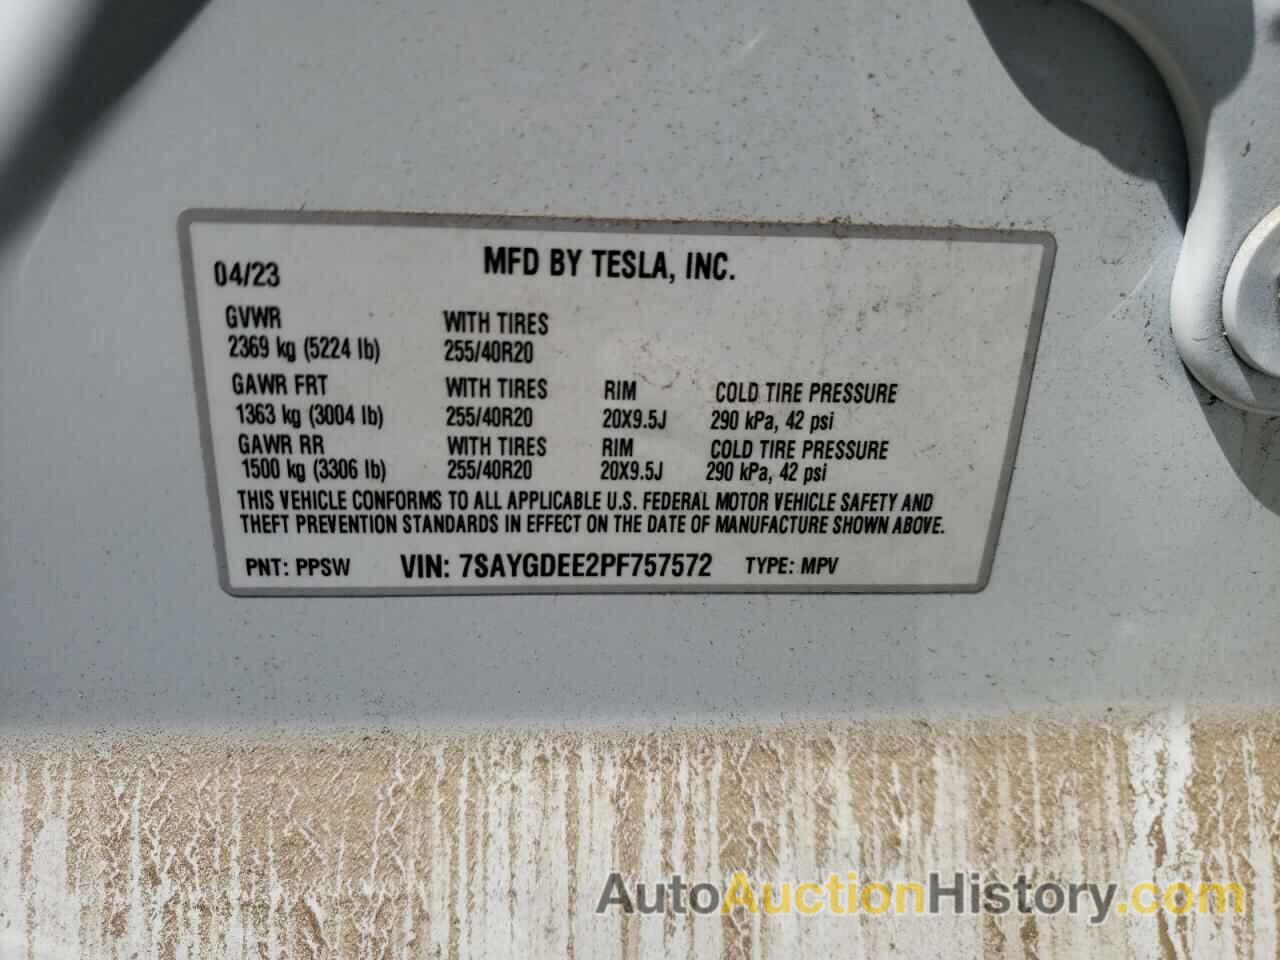 04/23 MFD BY TESLA, INC.
GVWR WITH TIRES
2369 kg (5224 lb) 255/40R20
GAWR FRT WITH TIRES RIM COLD TIRE PRESSURE
1363 kg (3004 lb) 255/40R20 20X9.5J 290 kPa, 42 psi
GAWR RR WITH TIRES RIM COLD TIRE PRESSURE
1500 kg (3306 lb) 255/40R20 20X9.5J 290 kPa, 42 psi
THIS VEHICLE CONFORMS TO ALL APPLICABLE U.S. FEDERAL MOTOR VEHICLE SAFETY AND
THEFT PREVENTION STANDARDS IN EFFECT ON THE DATE OF MANUFACTURE SHOWN ABOVE.
PNT: PPSW VIN: 7SAYGDEE2PF757572 TYPE: MPV
AutoAuctionHistory.com